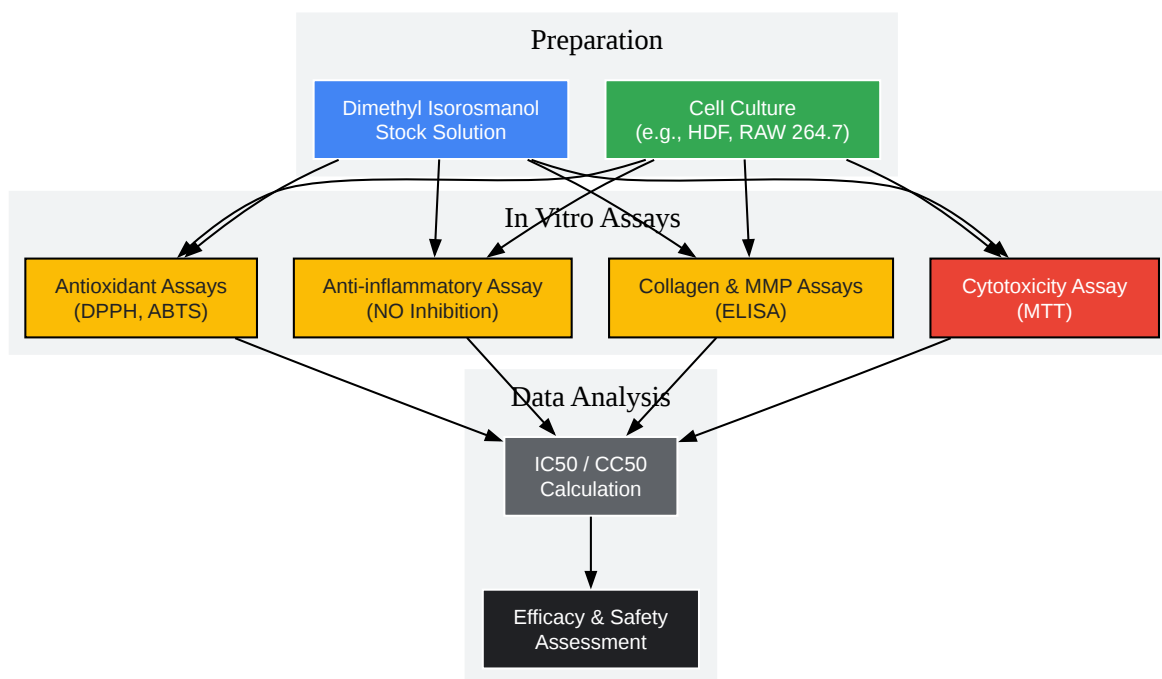 Preparation
Dimethyl Isorosmanol
Stock Solution
Cell Culture
(e.g., HDF, RAW 264.7)
In Vitro Assays
Antioxidant Assays
(DPPH, ABTS)
Anti-inflammatory Assay
(NO Inhibition)
Collagen & MMP Assays
(ELISA)
Cytotoxicity Assay
(MTT)
Data Analysis
IC50 / CC50
Calculation
Efficacy & Safety
Assessment